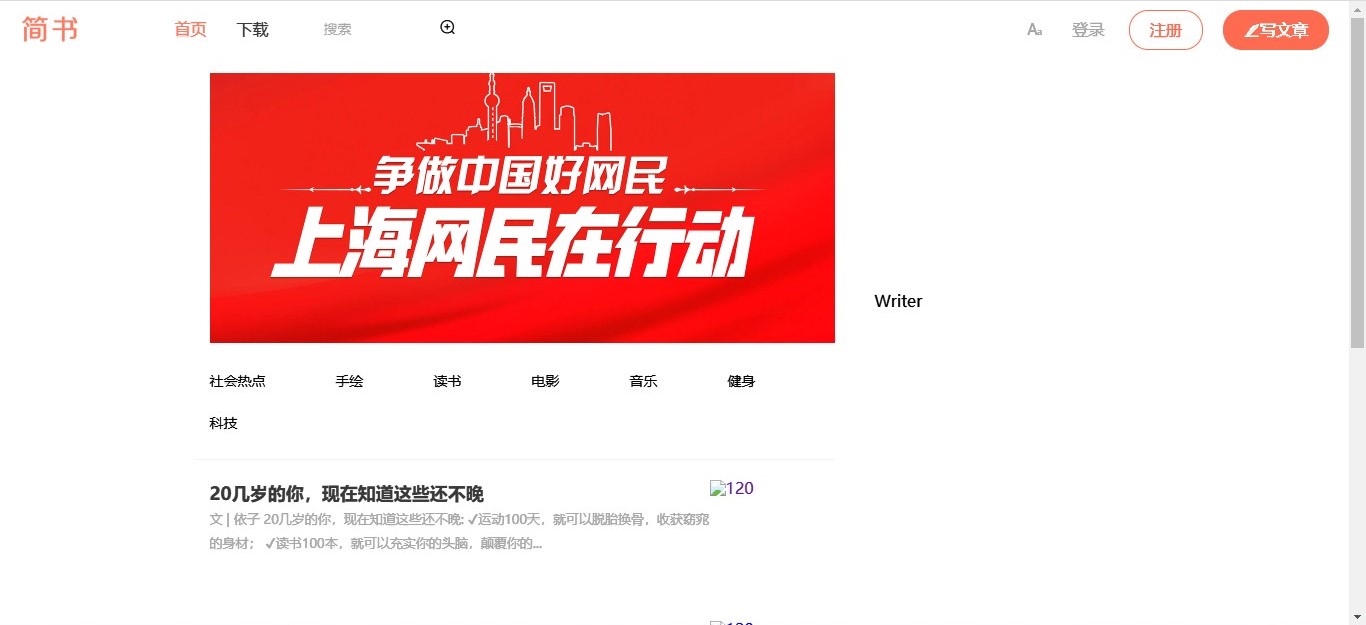 简书 首页 下载 搜索 Aa 登录 注册 写文章
争做中国好网民
上海网民在行动
Writer
社会热点 手绘 读书 电影 音乐 健身
科技
20几岁的你，现在知道这些还不晚
120
文 | 依子 20几岁的你，现在知道这些还不晚: ✓运动100天，就可以脱胎换骨，收获窈窕
的身材； ✓读书100本，就可以充实你的头脑，颠覆你的...